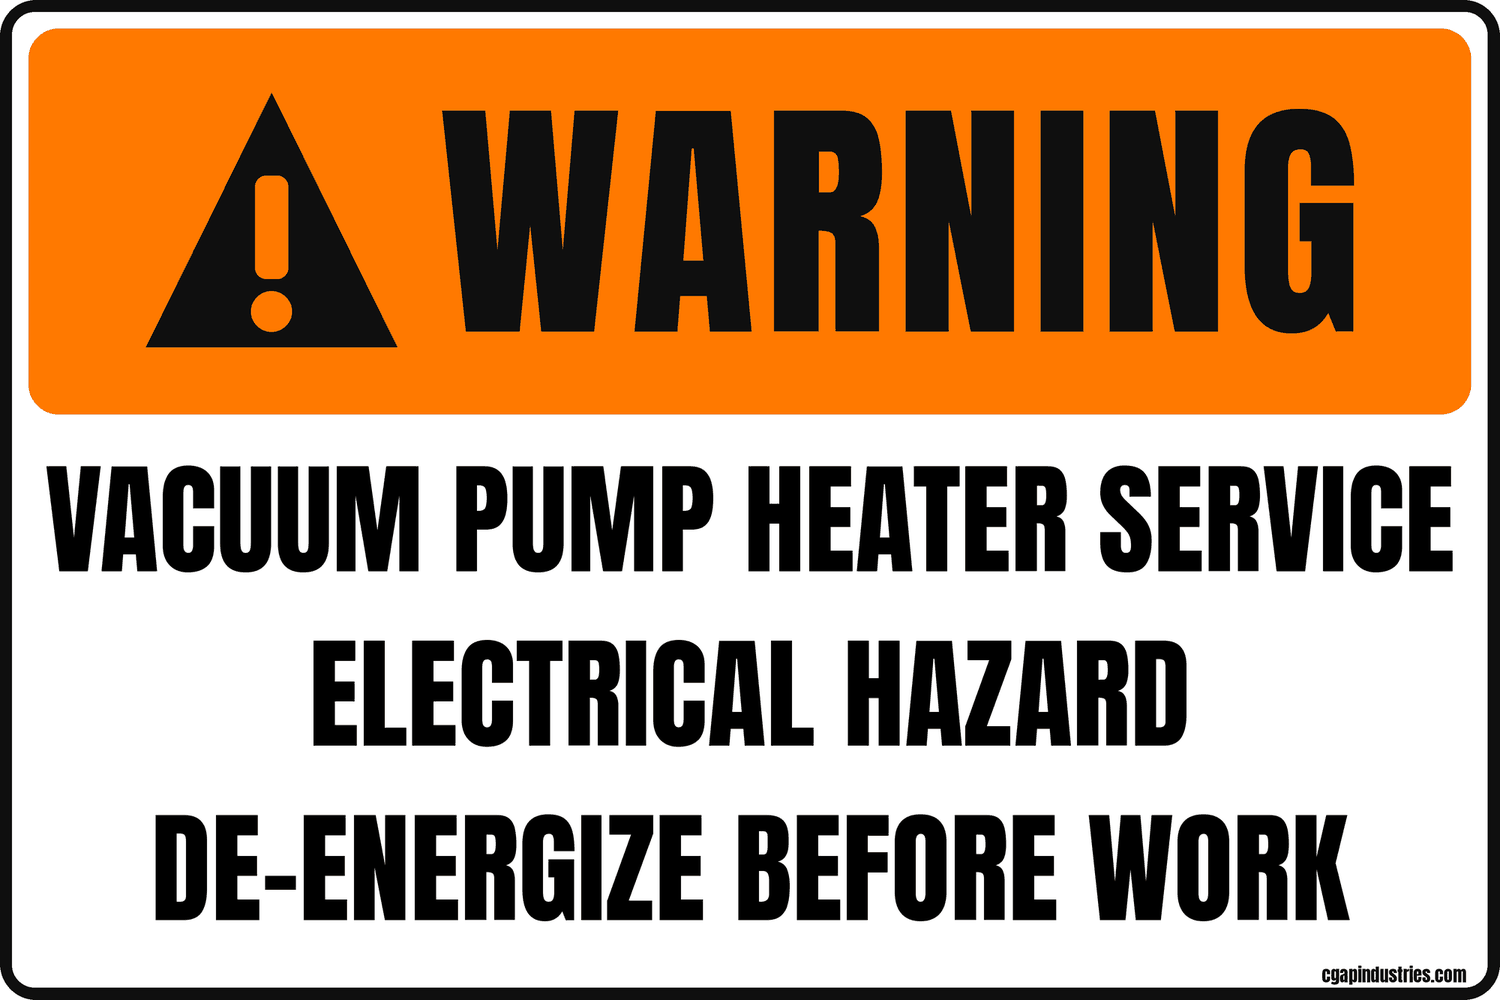 WARNING
VACUUM PUMP HEATER SERVICE
ELECTRICAL HAZARD
DE-ENERGIZE BEFORE WORK
cgapindustries.com